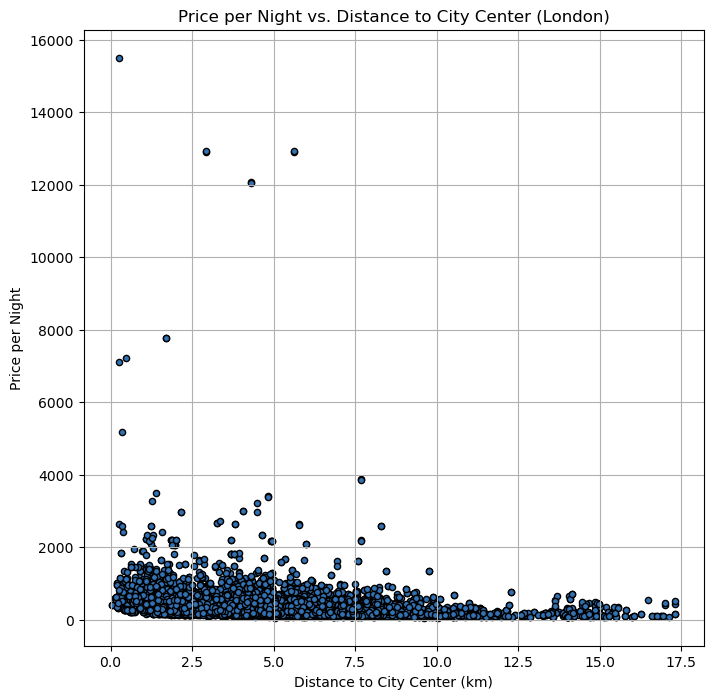 Price per Night vs. Distance to City Center (London)
16000
14000
12000
10000
8000
6000
4000
2000
0
Price per Night
0.0 2.5 5.0 7.5 10.0 12.5 15.0 17.5
Distance to City Center (km)